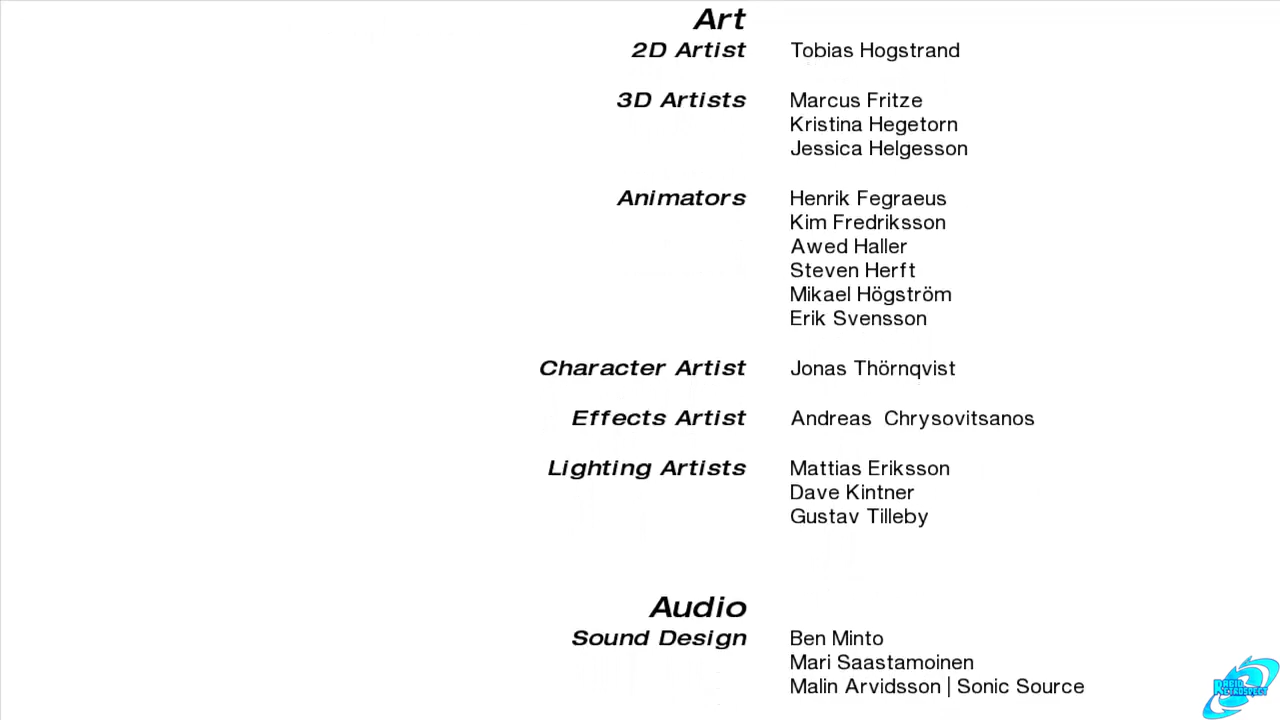 Art
2D Artist Tobias Hogstrand
3D Artists Marcus Fritze
Kristina Hegetorn
Jessica Helgesson
Animators Henrik Fegraeus
Kim Fredriksson
Awed Haller
Steven Herft
Mikael Högström
Erik Svensson
Character Artist Jonas Thörnqvist
Effects Artist Andreas Chrysovitsanos
Lighting Artists Mattias Eriksson
Dave Kintner
Gustav Tilleby
Audio
Sound Design Ben Minto
Mari Saastamoinen
Malin Arvidsson | Sonic Source
Retrospect